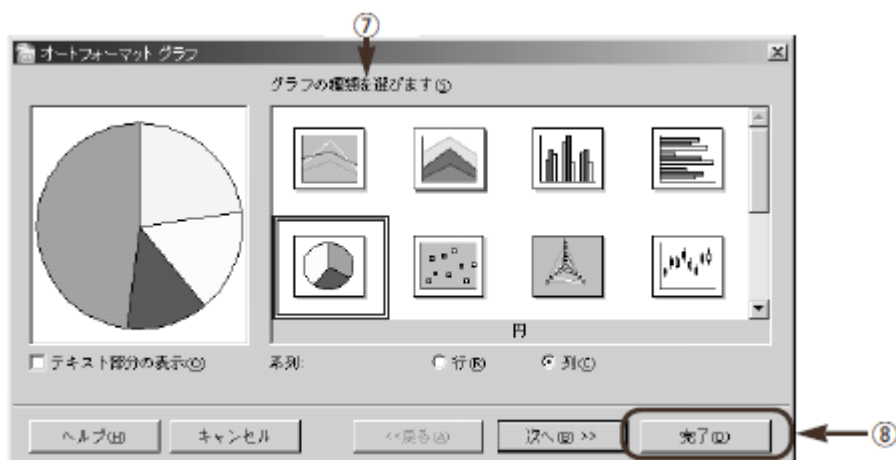 ⑦
オートフォーマット グラフ
グラフの種類を選びます(S)
円
テキスト部分の表示(O)
系列:
行(R)
列(C)
ヘルプ(H)
キャンセル
<<戻る(A)
次へ(B) >>
完了(D)
⑧